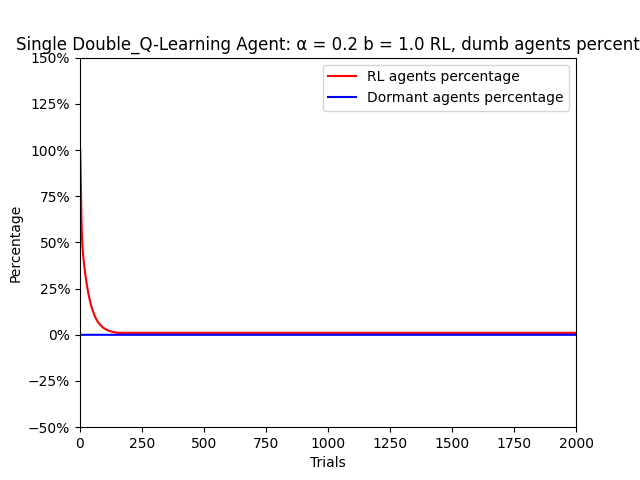 Single Double_Q-Learning Agent: α = 0.2 b = 1.0 RL, dumb agents percent
150%
125%
100%
75%
50%
25%
0%
−25%
−50%
Percentage
RL agents percentage
Dormant agents percentage
0 250 500 750 1000 1250 1500 1750 2000
Trials